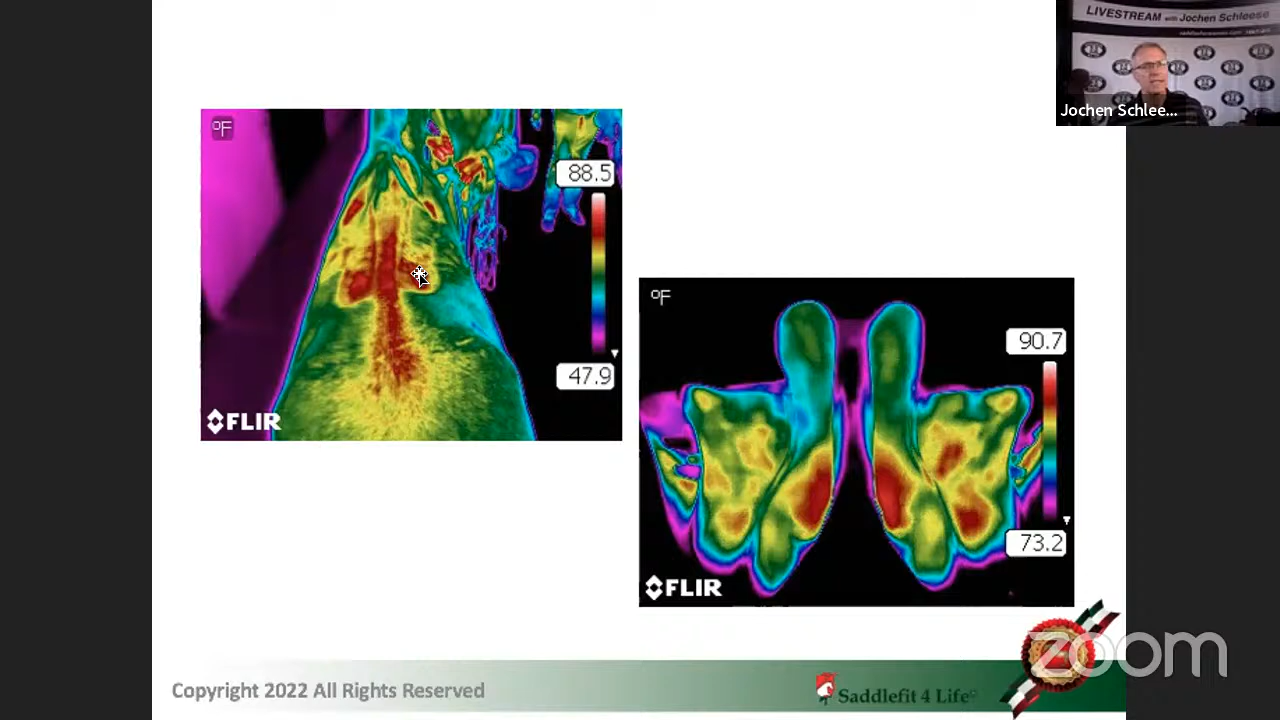 LIVESTREAM with Jochen Schleese
Jochen Schlee...
°F
88.5
47.9
FLIR
°F
90.7
73.2
FLIR
zoom
Copyright 2022 All Rights Reserved
Saddlefit 4 Life